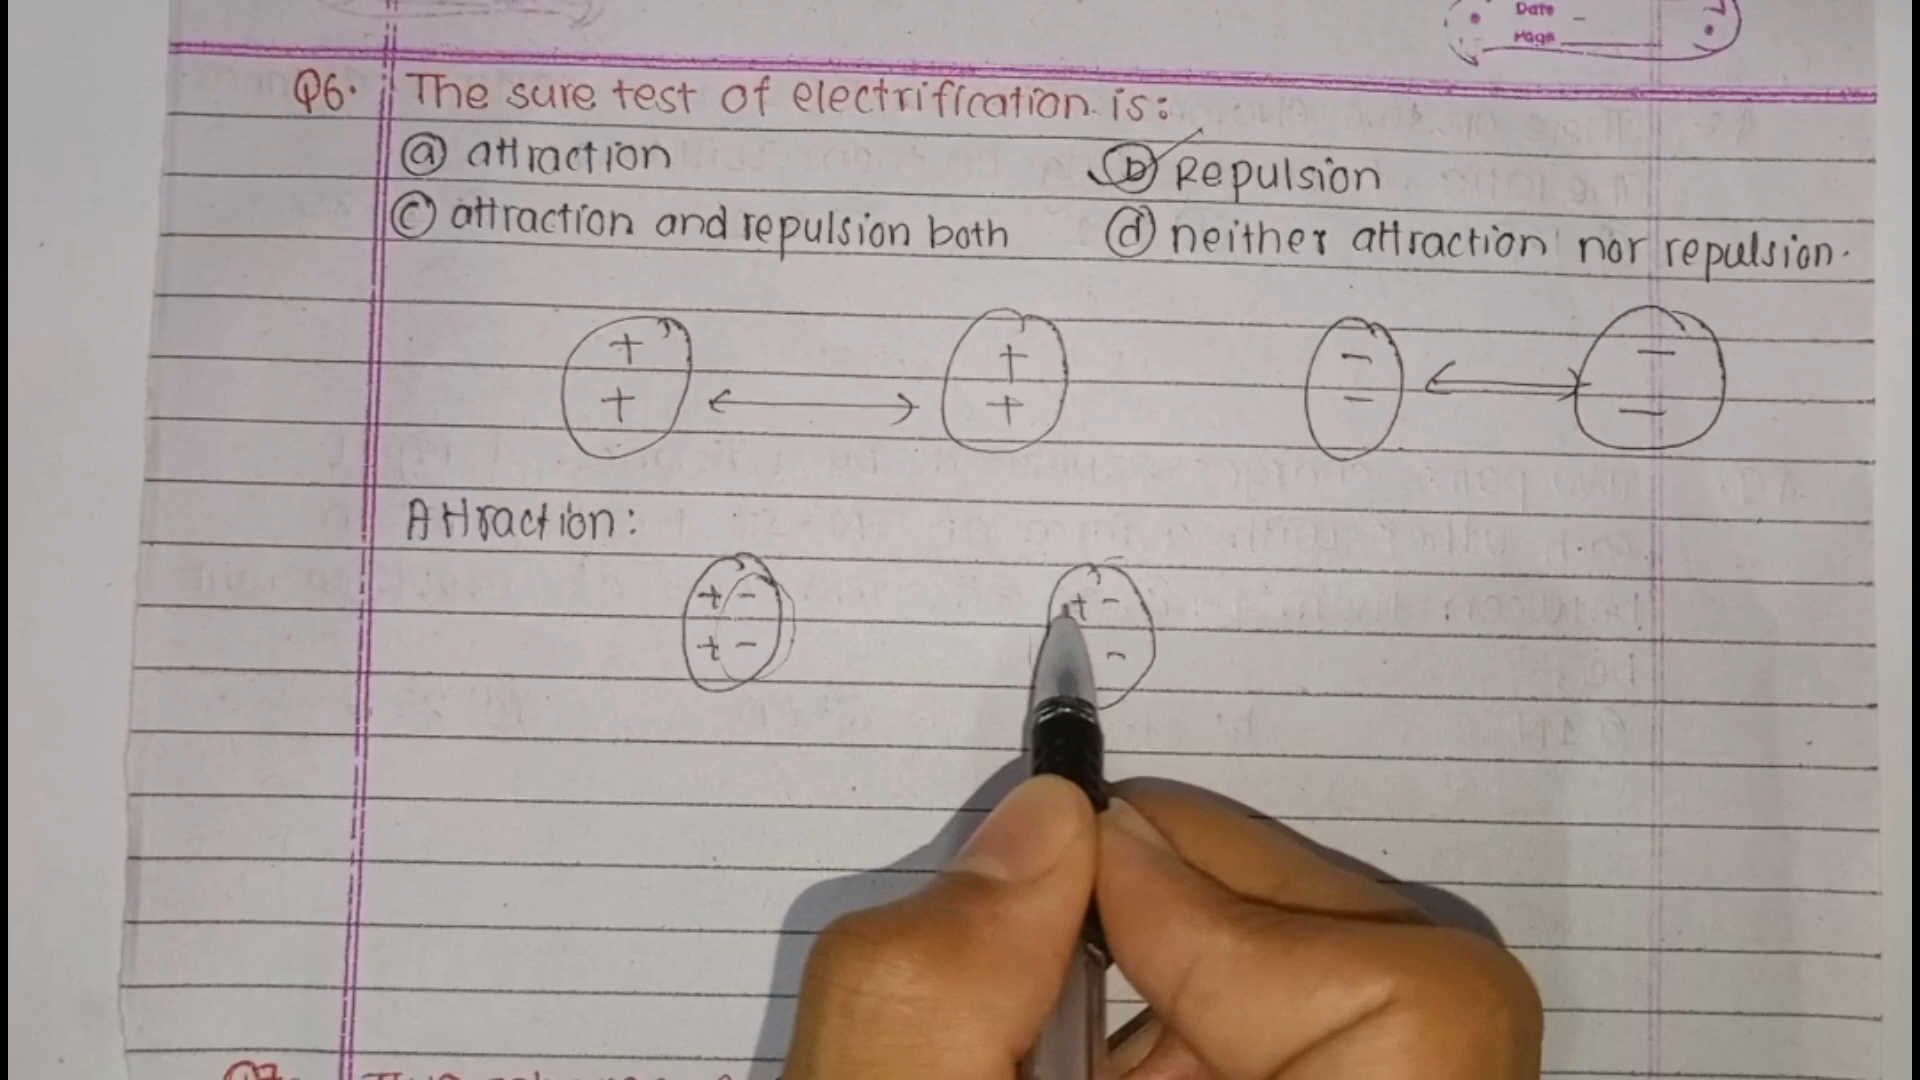 Date
Page
Q6. The sure test of electrification is:
(a) attraction (b) Repulsion
(c) attraction and repulsion both (d) neither attraction nor repulsion.
+ + - -
+ + - -
Attraction:
+ - + -
+ - -
Q7.